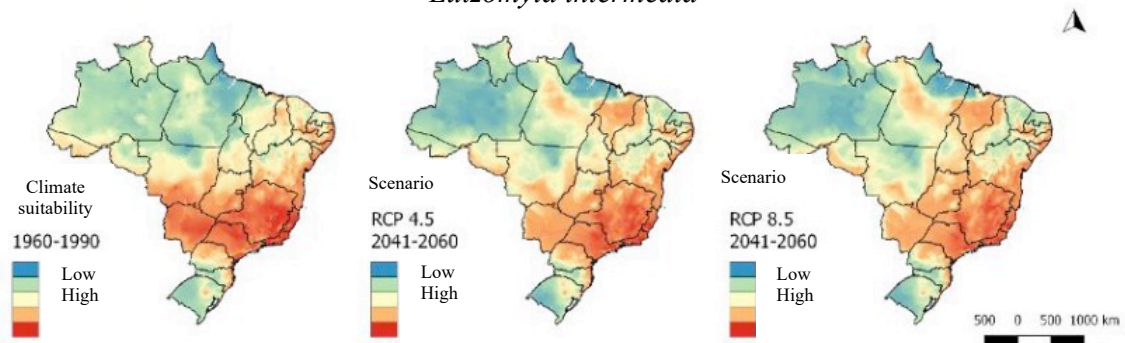 Lutzomyia intermedia
Climate
suitability
1960-1990
Low
High
Scenario
RCP 4.5
2041-2060
Low
High
Scenario
RCP 8.5
2041-2060
Low
High
500 0 500 1000 km